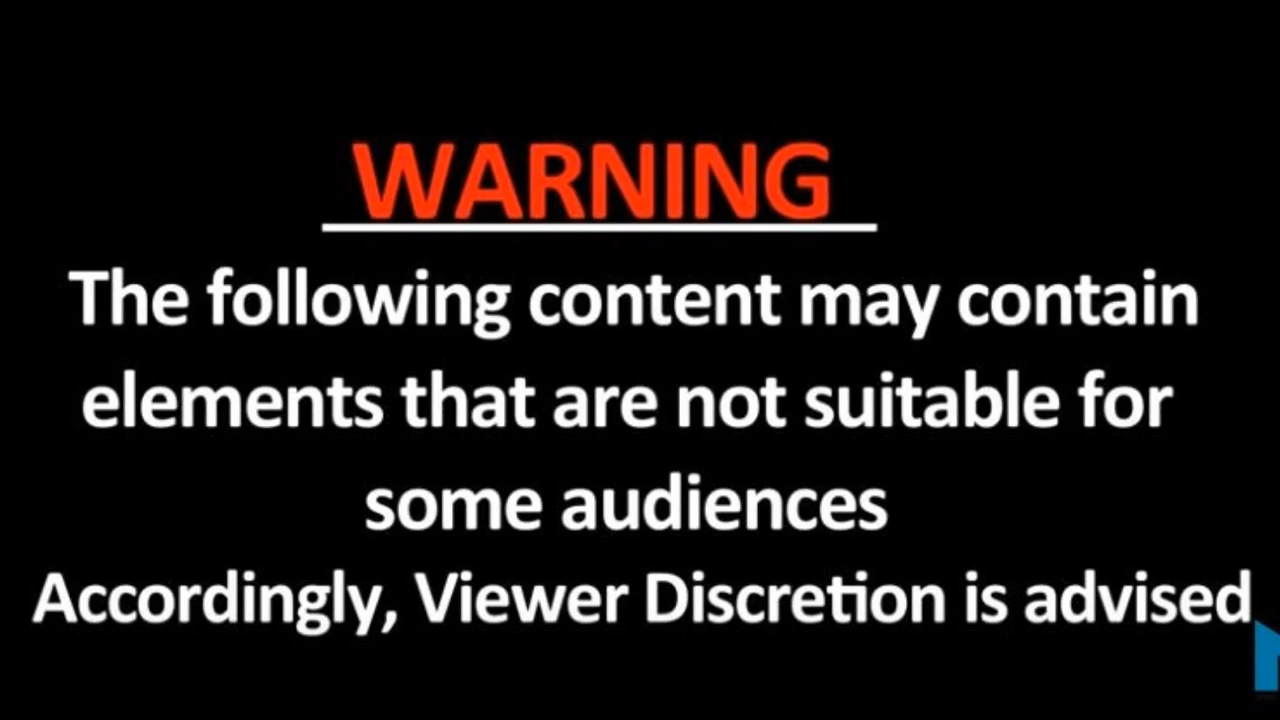 WARNING
The following content may contain
elements that are not suitable for
some audiences
Accordingly, Viewer Discretion is advised